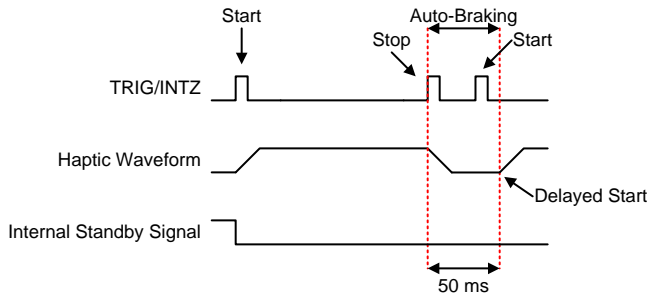 Start
Auto-Braking
Stop
Start
TRIG/INTZ
Haptic Waveform
Delayed Start
Internal Standby Signal
50 ms